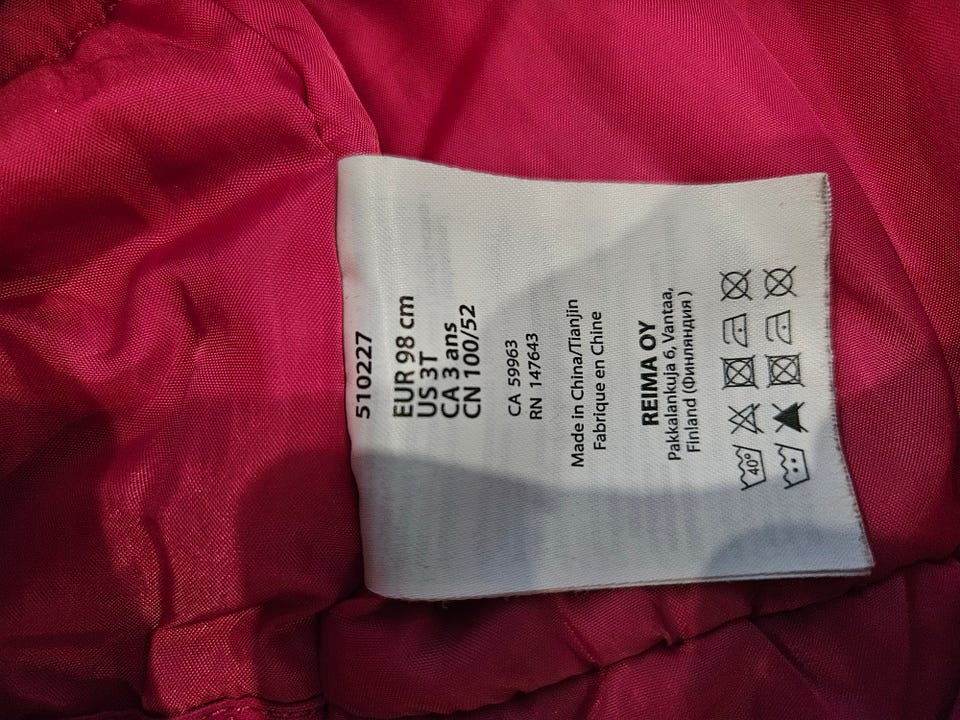 510227
EUR 98 cm
US 3T
CA 3 ans
CN 100/52
CA 59963
RN 147643
Made in China/Tianjin
Fabrique en Chine
REIMA OY
Pakkalankuja 6, Vantaa,
Finland (Финляндия )
40°